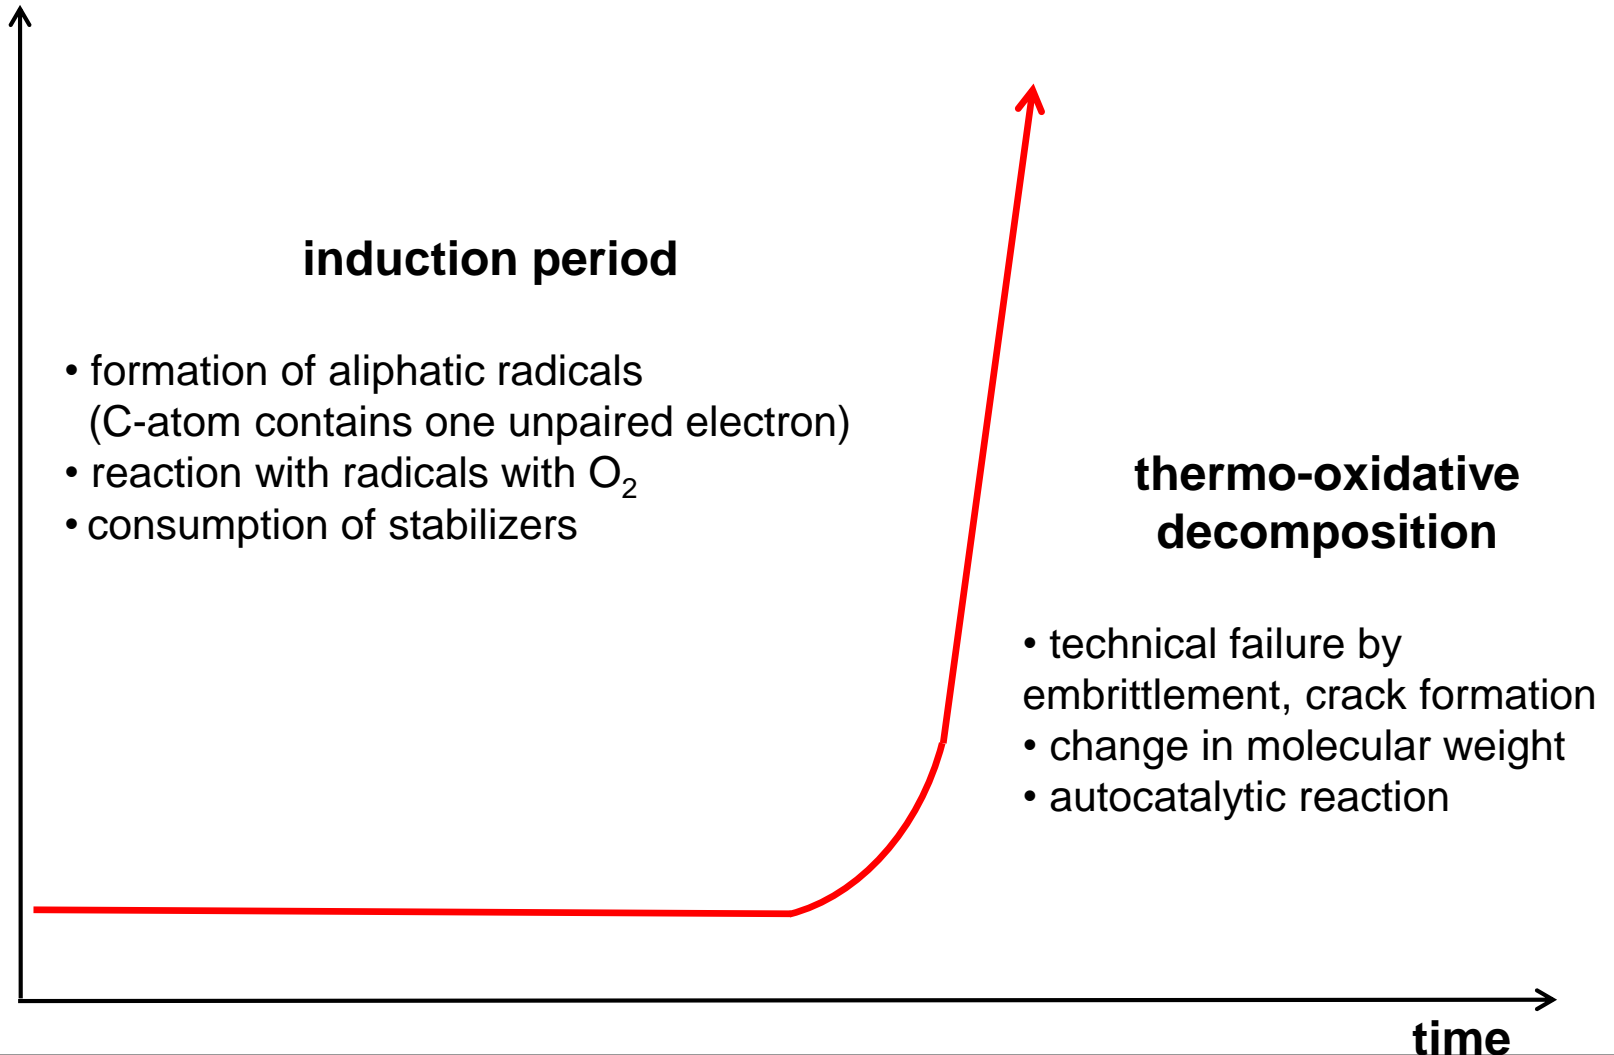 induction period
• formation of aliphatic radicals
(C-atom contains one unpaired electron)
• reaction with radicals with O₂
• consumption of stabilizers
thermo-oxidative
decomposition
• technical failure by
embrittlement, crack formation
• change in molecular weight
• autocatalytic reaction
time